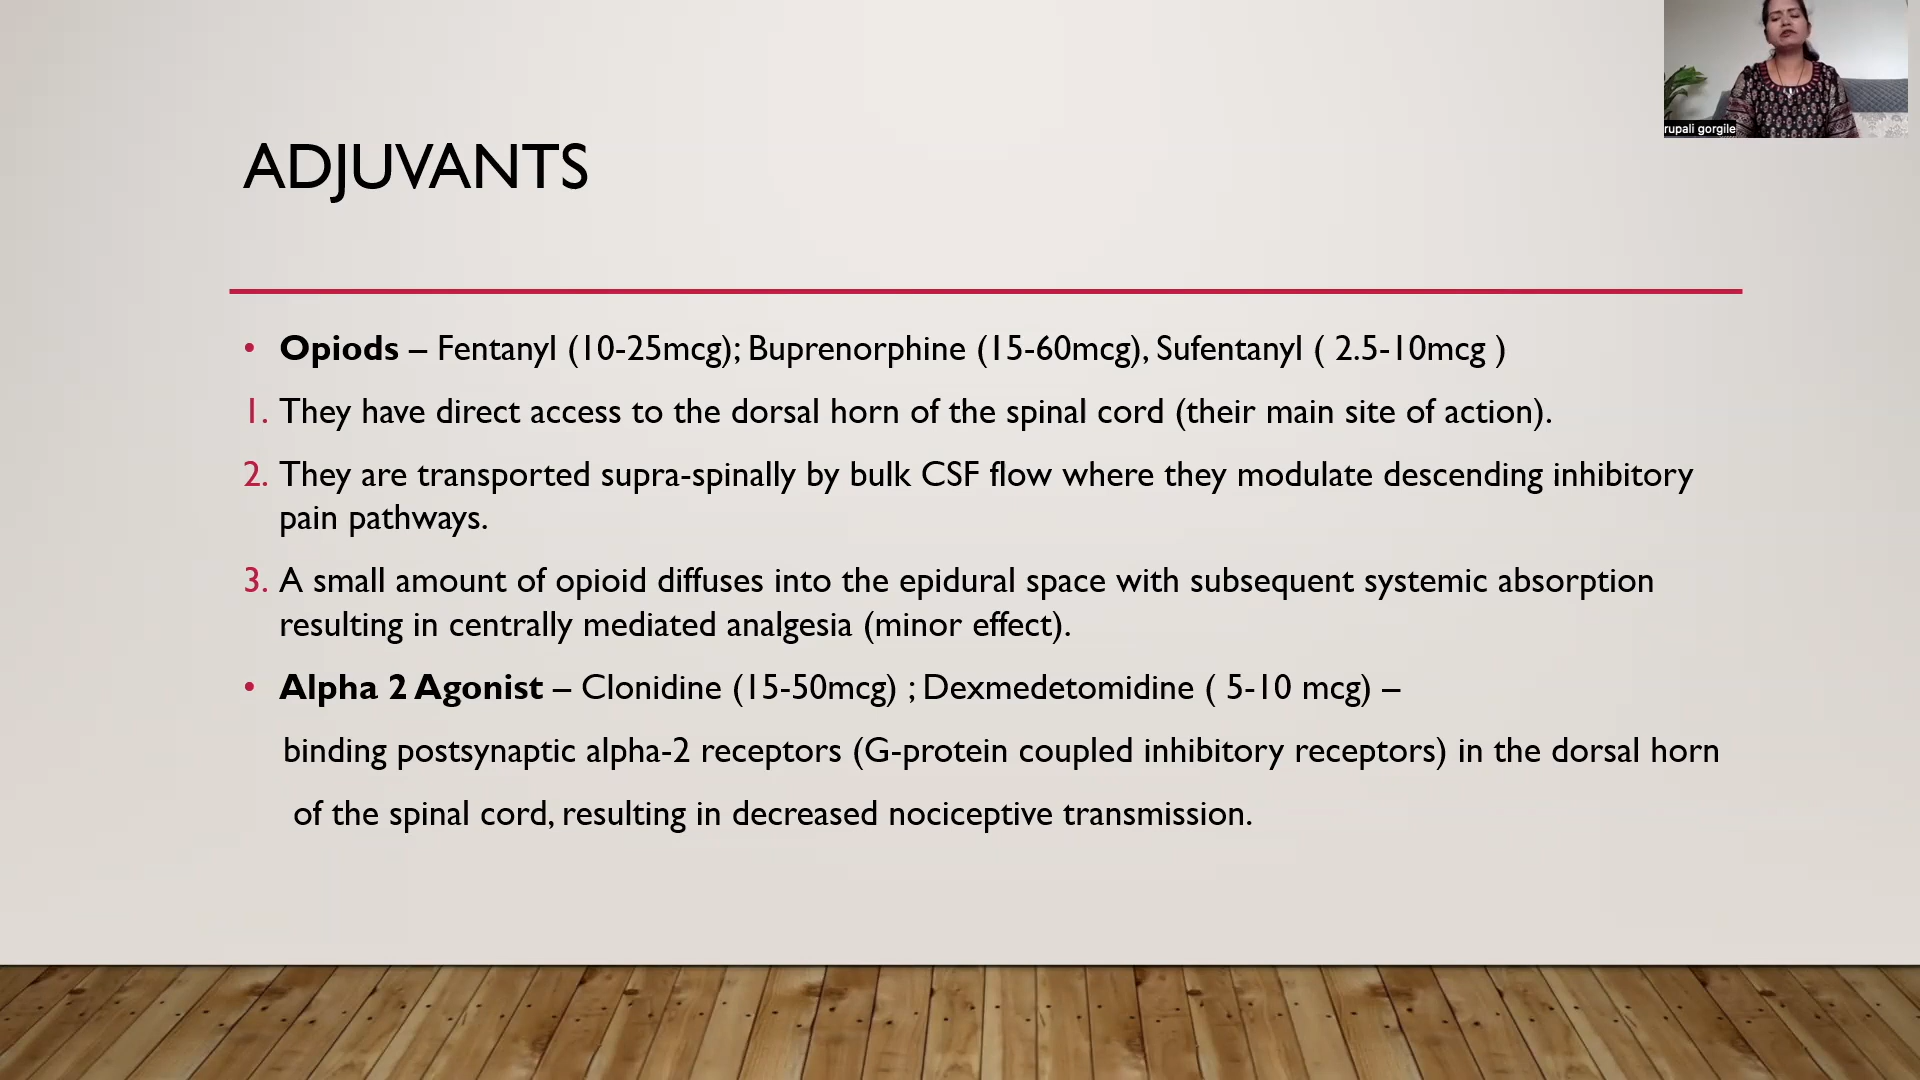 rupali gorgile
ADJUVANTS
• Opiods – Fentanyl (10-25mcg); Buprenorphine (15-60mcg), Sufentanyl ( 2.5-10mcg )
1. They have direct access to the dorsal horn of the spinal cord (their main site of action).
2. They are transported supra-spinally by bulk CSF flow where they modulate descending inhibitory
pain pathways.
3. A small amount of opioid diffuses into the epidural space with subsequent systemic absorption
resulting in centrally mediated analgesia (minor effect).
• Alpha 2 Agonist – Clonidine (15-50mcg) ; Dexmedetomidine ( 5-10 mcg) –
binding postsynaptic alpha-2 receptors (G-protein coupled inhibitory receptors) in the dorsal horn
of the spinal cord, resulting in decreased nociceptive transmission.